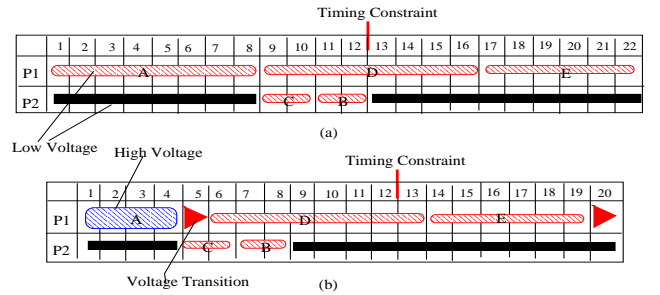 Timing Constraint
1 2 3 4 5 6 7 8 9 10 11 12 13 14 15 16 17 18 19 20 21 22
P1 A D E
P2 C B
(a)
Low Voltage
High Voltage
Timing Constraint
1 2 3 4 5 6 7 8 9 10 11 12 13 14 15 16 17 18 19 20
P1 A D E
P2 C B
Voltage Transition
(b)